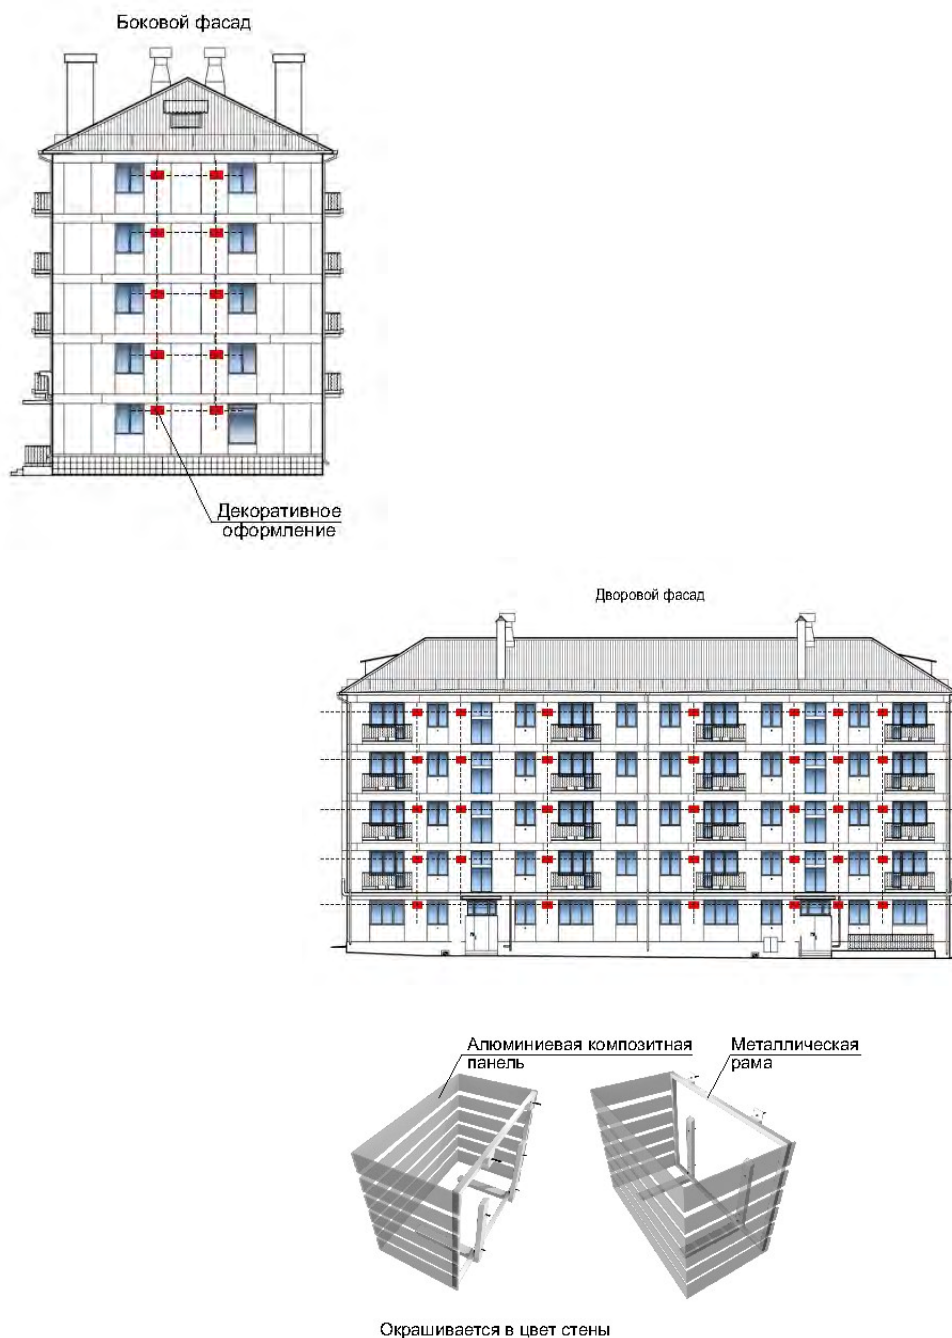 Боковой фасад
Декоративное
оформление
Дворовой фасад
Алюминиевая композитная
панель
Металлическая
рама
Окрашивается в цвет стены